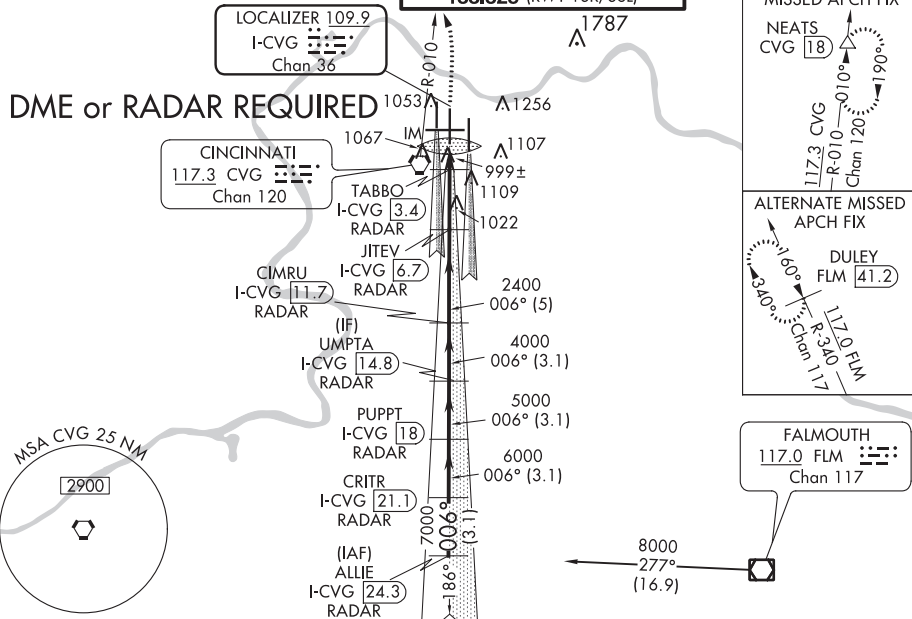 LOCALIZER 109.9
I-CVG
Chan 36
R-010
1787
MISSED APCH FIX
NEATS
CVG 18
010°
190°
117.3 CVG
R-010
Chan 120
DME or RADAR REQUIRED
1053
1256
1067
IM
1107
CINCINNATI
117.3 CVG
Chan 120
999±
1109
TABBO
I-CVG 3.4
RADAR
1022
ALTERNATE MISSED
APCH FIX
DULEY
FLM 41.2
160°
340°
117.0 FLM
R-340
Chan 117
JITEV
I-CVG 6.7
RADAR
CIMRU
I-CVG 11.7
RADAR
2400
006° (5)
(IF)
UMPTA
I-CVG 14.8
RADAR
4000
006° (3.1)
PUPPT
I-CVG 18
RADAR
5000
006° (3.1)
CRITR
I-CVG 21.1
RADAR
6000
006° (3.1)
MSA CVG 25 NM
2900
FALMOUTH
117.0 FLM
Chan 117
7000
006°
(3.1)
(IAF)
ALLIE
I-CVG 24.3
RADAR
186°
8000
277°
(16.9)